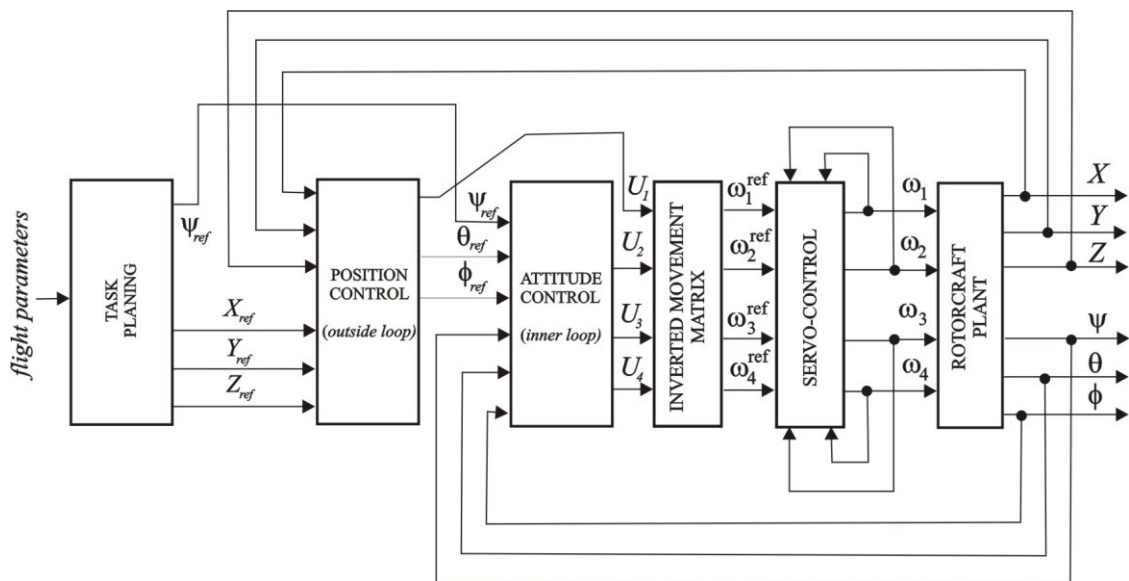 flight parameters
TASK
PLANING
ψref
Xref
Yref
Zref
POSITION
CONTROL
(outside loop)
ψref
θref
ϕref
ATTITUDE
CONTROL
(inner loop)
U1
U2
U3
U4
INVERTED MOVEMENT
MATRIX
ω1ref
ω2ref
ω3ref
ω4ref
SERVO-CONTROL
ω1
ω2
ω3
ω4
ROTORCRAFT
PLANT
X
Y
Z
ψ
θ
ϕ